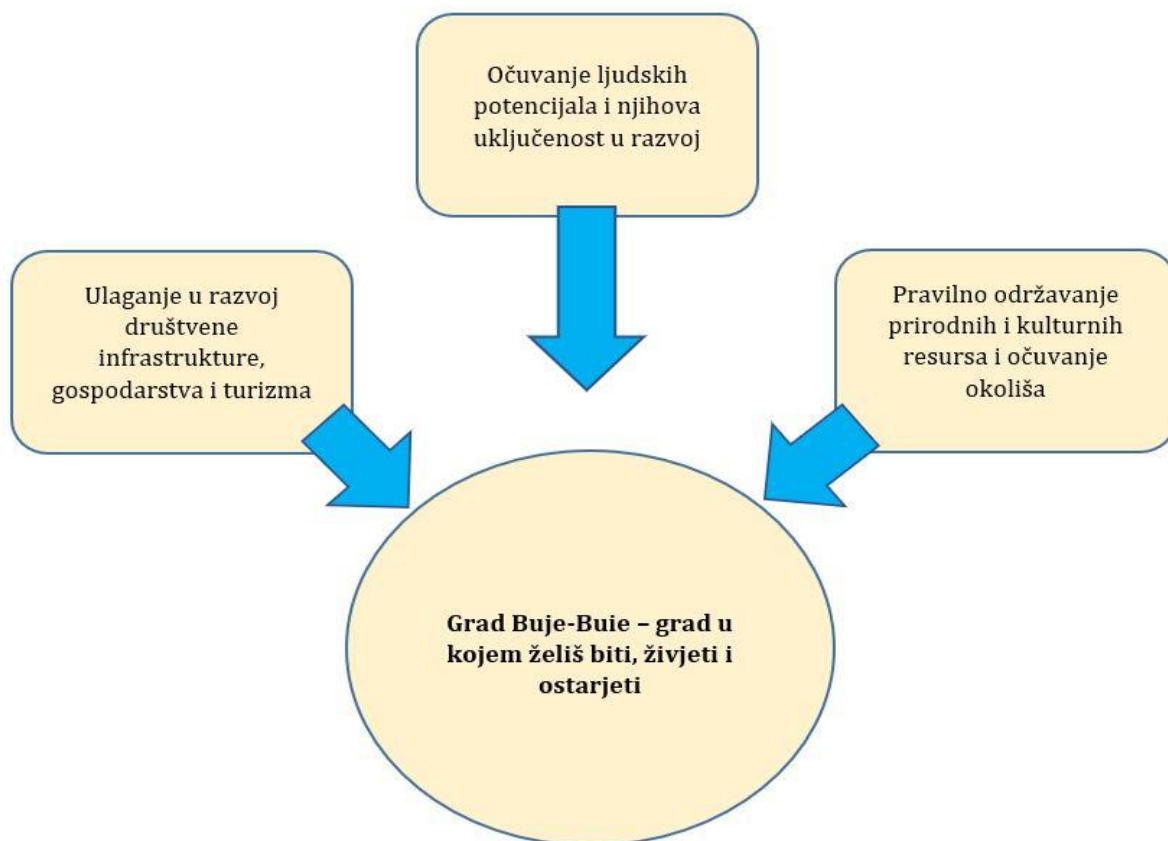 Očuvanje ljudskih
potencijala i njihova
uključenost u razvoj
Ulaganje u razvoj
društvene
infrastrukture,
gospodarstva i turizma
Pravilno održavanje
prirodnih i kulturnih
resursa i očuvanje
okoliša
Grad Buje-Buie – grad u
kojem želiš biti, živjeti i
ostarjeti